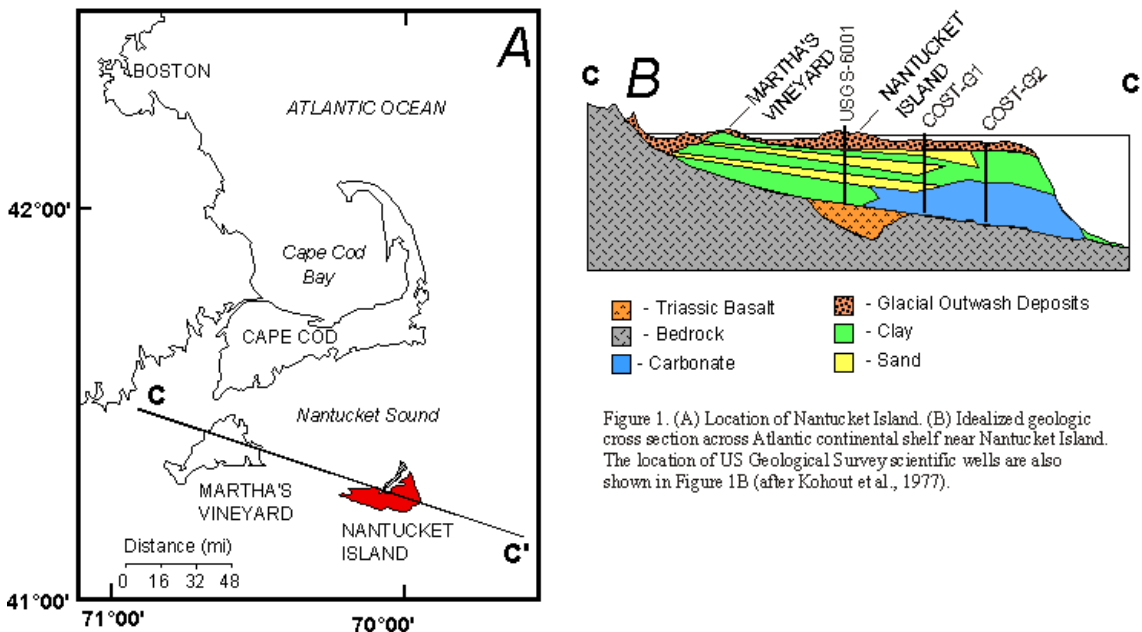 A
BOSTON
ATLANTIC OCEAN
42°00'
Cape Cod
Bay
CAPE COD
C
Nantucket Sound
MARTHA'S
VINEYARD
NANTUCKET
ISLAND
C'
Distance (mi)
0 16 32 48
41°00'
71°00'
70°00'
C
B
MARTHA'S
VINEYARD
USGS-6001
NANTUCKET
ISLAND
COST-G1
COST-G2
C
- Triassic Basalt
- Bedrock
- Carbonate
- Glacial Outwash Deposits
- Clay
- Sand
Figure 1. (A) Location of Nantucket Island. (B) Idealized geologic
cross section across Atlantic continental shelf near Nantucket Island.
The location of US Geological Survey scientific wells are also
shown in Figure 1B (after Kohout et al., 1977).